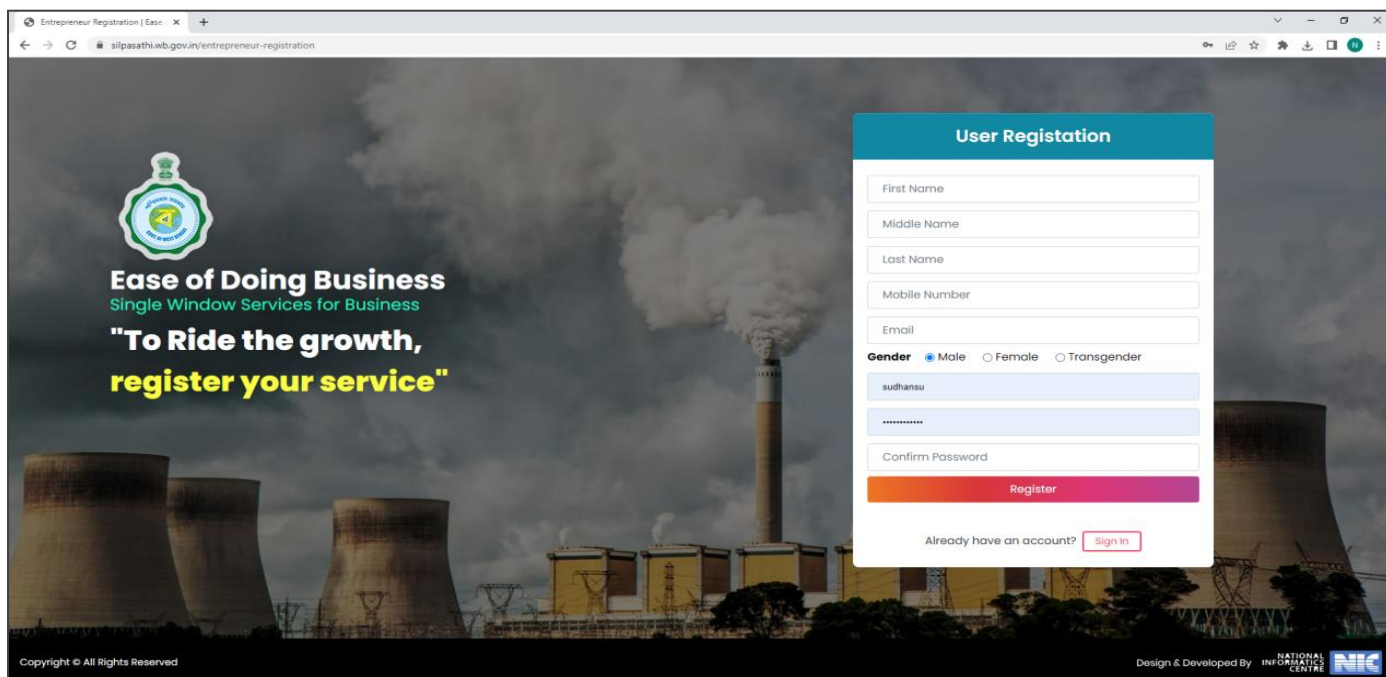 Entrepreneur Registration | Ease
silpasathi.wb.gov.in/entrepreneur-registration
N
User Registation
First Name
Middle Name
Last Name
Mobile Number
Email
Gender Male Female Transgender
sudhansu
••••••••••••
Confirm Password
Register
Already have an account? Sign In
Ease of Doing Business
Single Window Services for Business
"To Ride the growth,
register your service"
Copyright © All Rights Reserved
Design & Developed By
NATIONAL
INFORMATICS
CENTRE
NIC